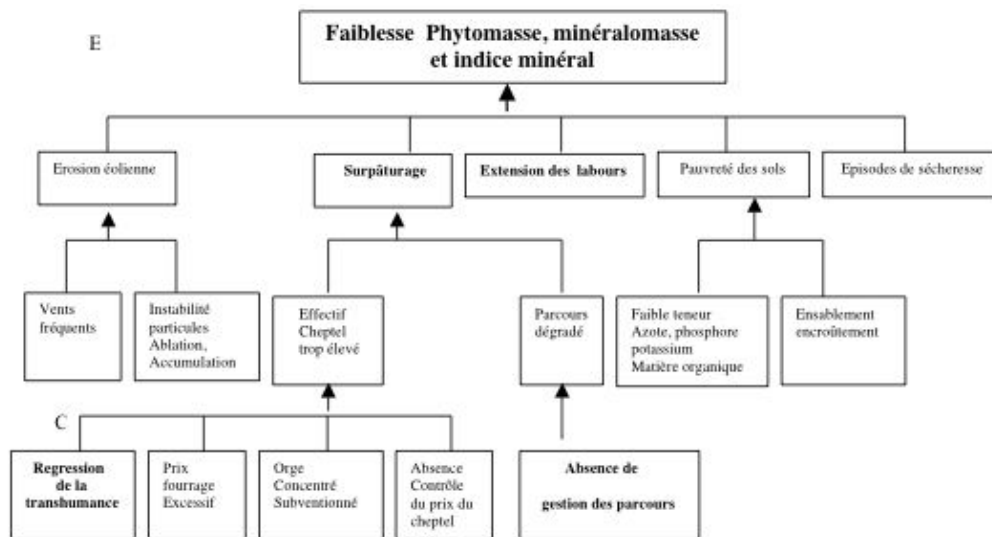 E
Faiblesse Phytomasse, minéralomasse
et indice minéral
Erosion éolienne
Surpâturage
Extension des labours
Pauvreté des sols
Episodes de sécheresse
Vents
fréquents
Instabilité
particules
Ablation,
Accumulation
Effectif
Cheptel
trop élevé
Parcours
dégradé
Faible teneur
Azote, phosphore
potassium
Matière organique
Ensablement
encroûtement
C
Regression
de la
transhumance
Prix
fourrage
Excessif
Orge
Concentré
Subventionné
Absence
Contrôle
du prix du
cheptel
Absence de
gestion des parcours